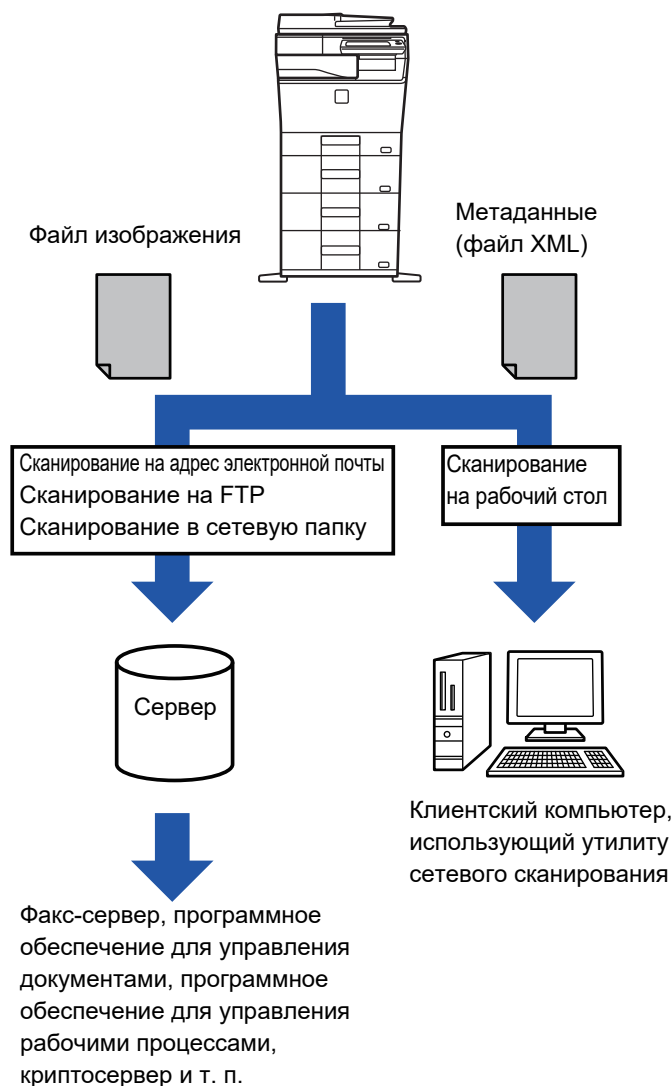 Файл изображения
Метаданные
(файл XML)
Сканирование на адрес электронной почты
Сканирование на FTP
Сканирование в сетевую папку
Сканирование
на рабочий стол
Сервер
Клиентский компьютер,
использующий утилиту
сетевого сканирования
Факс-сервер, программное
обеспечение для управления
документами, программное
обеспечение для управления
рабочими процессами,
криптосервер и т. п.